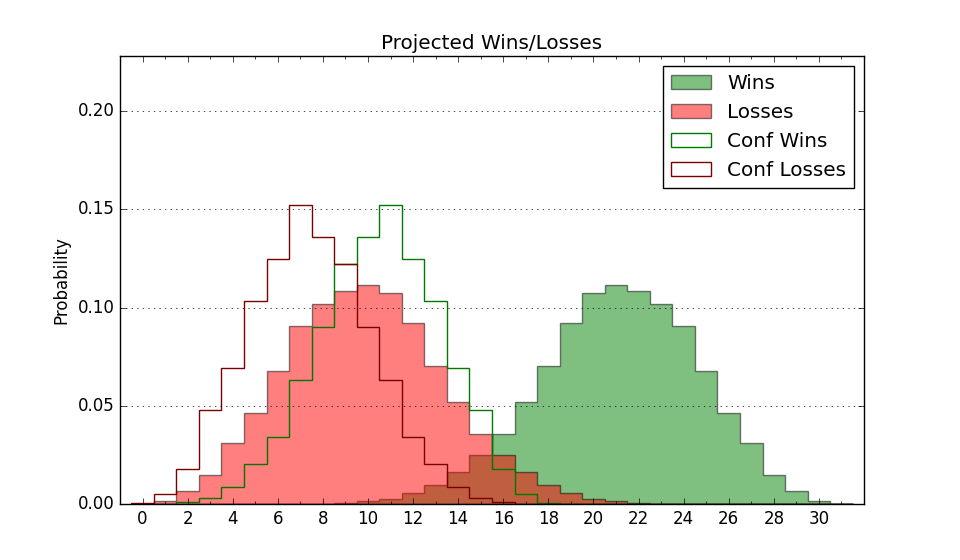 Projected Wins/Losses
Wins
Losses
Conf Wins
Conf Losses
Probability
0.20
0.15
0.10
0.05
0.00
0 2 4 6 8 10 12 14 16 18 20 22 24 26 28 30